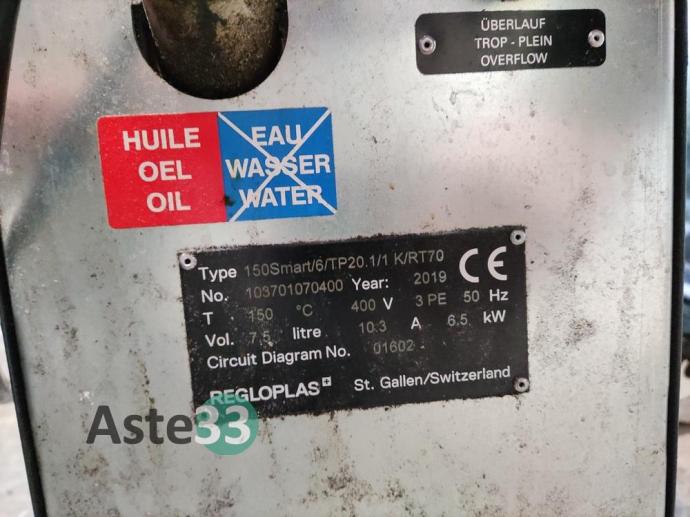 ÜBERLAUF
TROP - PLEIN
OVERFLOW
HUILE
OEL
OIL
EAU
WASSER
WATER
Type 150Smart/6/TP20.1/1 K/RT70 CE
No. 103701070400 Year: 2019
T 150 °C 400 V 3 PE 50 Hz
Vol. 7.5 litre 10.3 A 6.5 kW
Circuit Diagram No. 01602
REGLOPLAS St. Gallen/Switzerland
Aste33